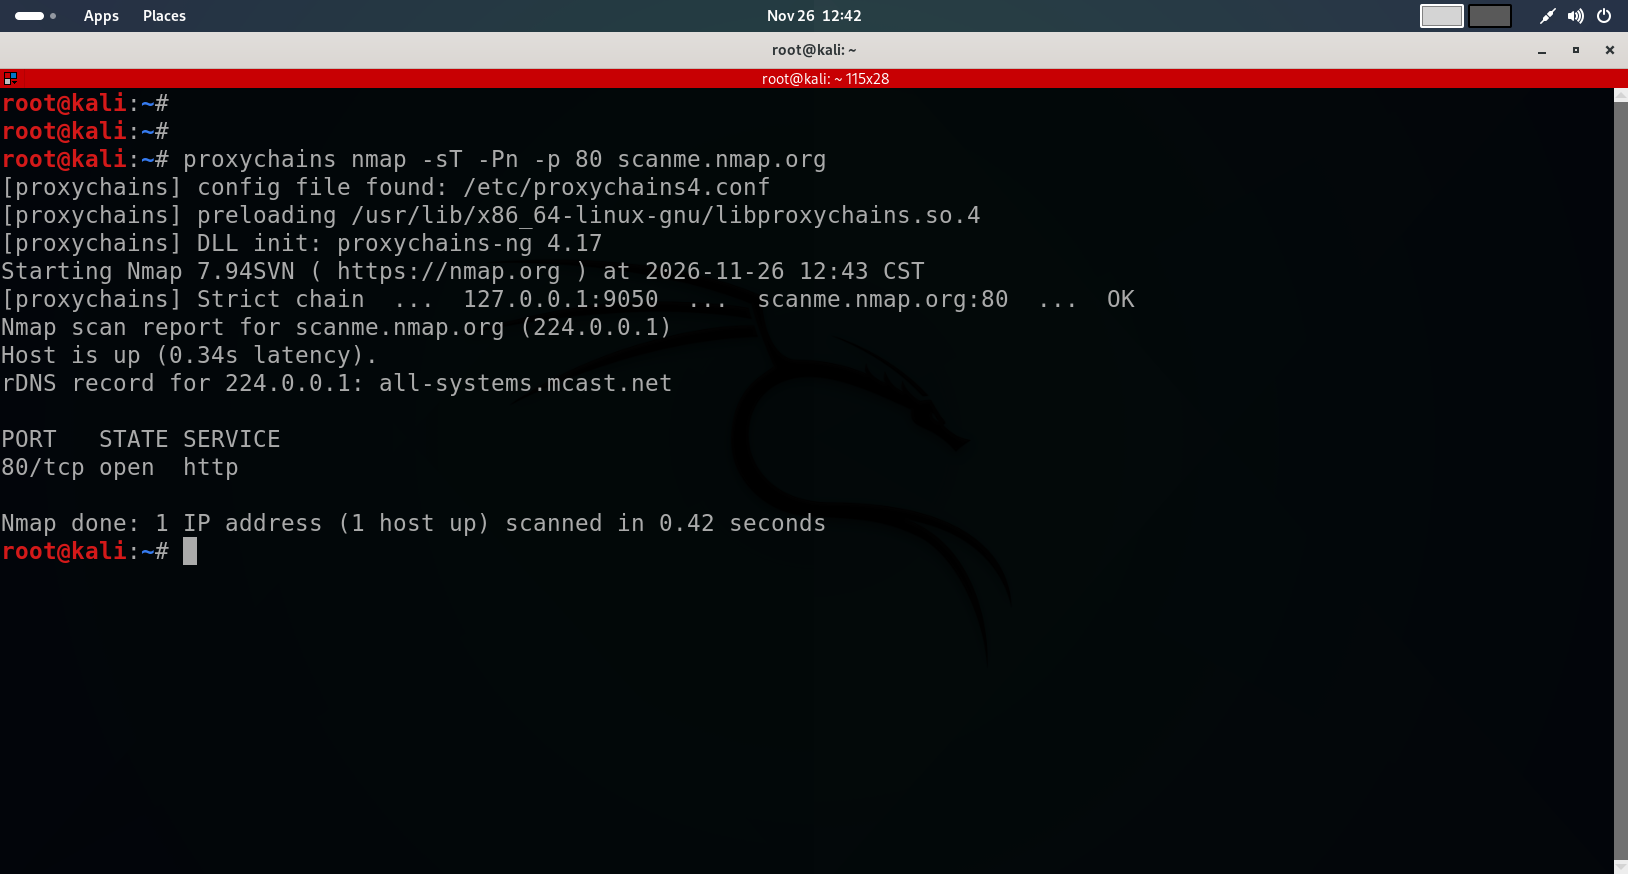 Apps Places Nov 26 12:42
root@kali: ~
root@kali: ~ 115x28
root@kali:~#
root@kali:~#
root@kali:~# proxychains nmap -sT -Pn -p 80 scanme.nmap.org
[proxychains] config file found: /etc/proxychains4.conf
[proxychains] preloading /usr/lib/x86_64-linux-gnu/libproxychains.so.4
[proxychains] DLL init: proxychains-ng 4.17
Starting Nmap 7.94SVN ( https://nmap.org ) at 2026-11-26 12:43 CST
[proxychains] Strict chain  ...  127.0.0.1:9050  ...  scanme.nmap.org:80  ...  OK
Nmap scan report for scanme.nmap.org (224.0.0.1)
Host is up (0.34s latency).
rDNS record for 224.0.0.1: all-systems.mcast.net
PORT   STATE SERVICE
80/tcp open  http
Nmap done: 1 IP address (1 host up) scanned in 0.42 seconds
root@kali:~#